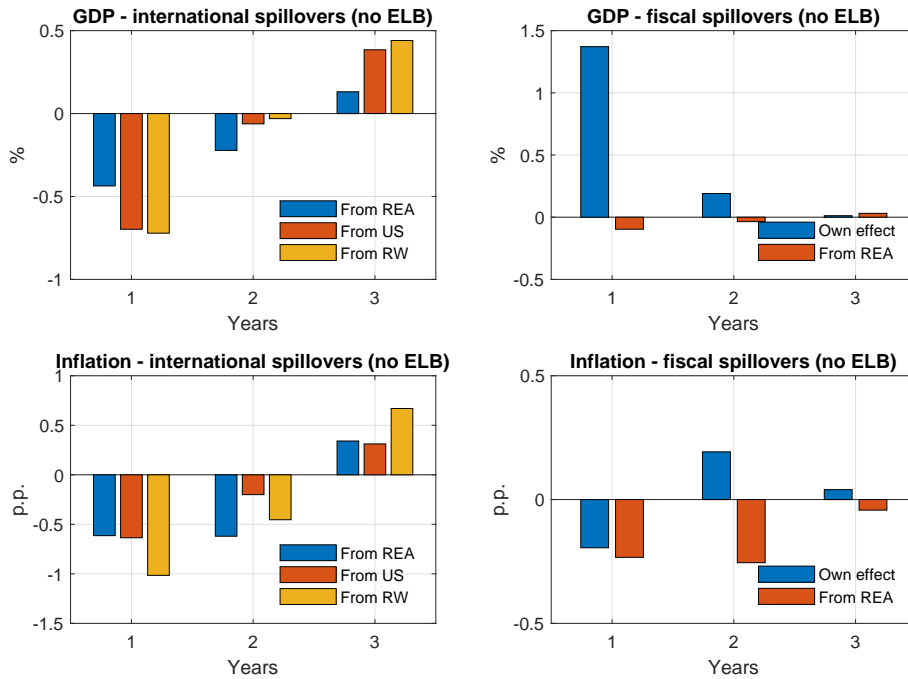 GDP - international spillovers (no ELB)
0.5
0
-0.5
-1
%
From REA
From US
From RW
1 2 3
Years
GDP - fiscal spillovers (no ELB)
1.5
1
0.5
0
-0.5
%
Own effect
From REA
1 2 3
Years
Inflation - international spillovers (no ELB)
1
0.5
0
-0.5
-1
-1.5
p.p.
From REA
From US
From RW
1 2 3
Years
Inflation - fiscal spillovers (no ELB)
0.5
0
-0.5
p.p.
Own effect
From REA
1 2 3
Years